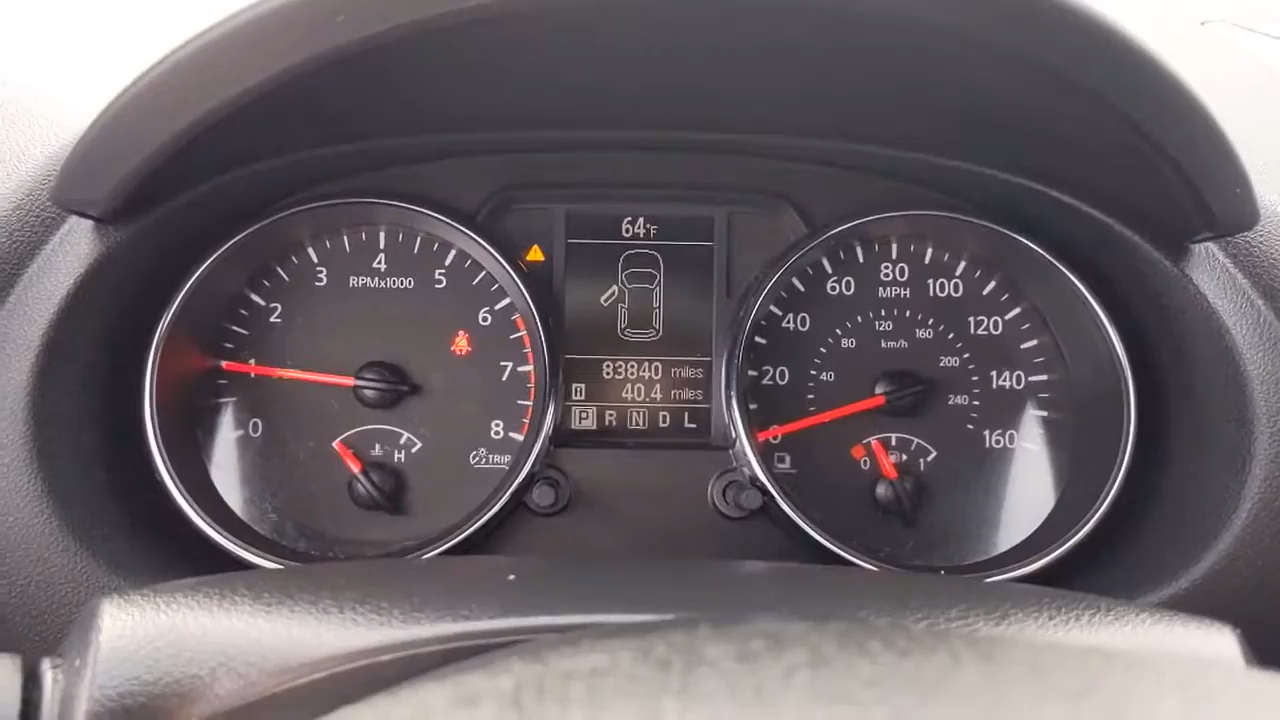 64°F
83840 miles
A 40.4 miles
P R N D L
0 1 2 3 4 5 6 7 8
RPMx1000
H
TRIP
0 20 40 60 80 100 120 140 160
MPH
40 80 120 160 200 240
km/h
0 1